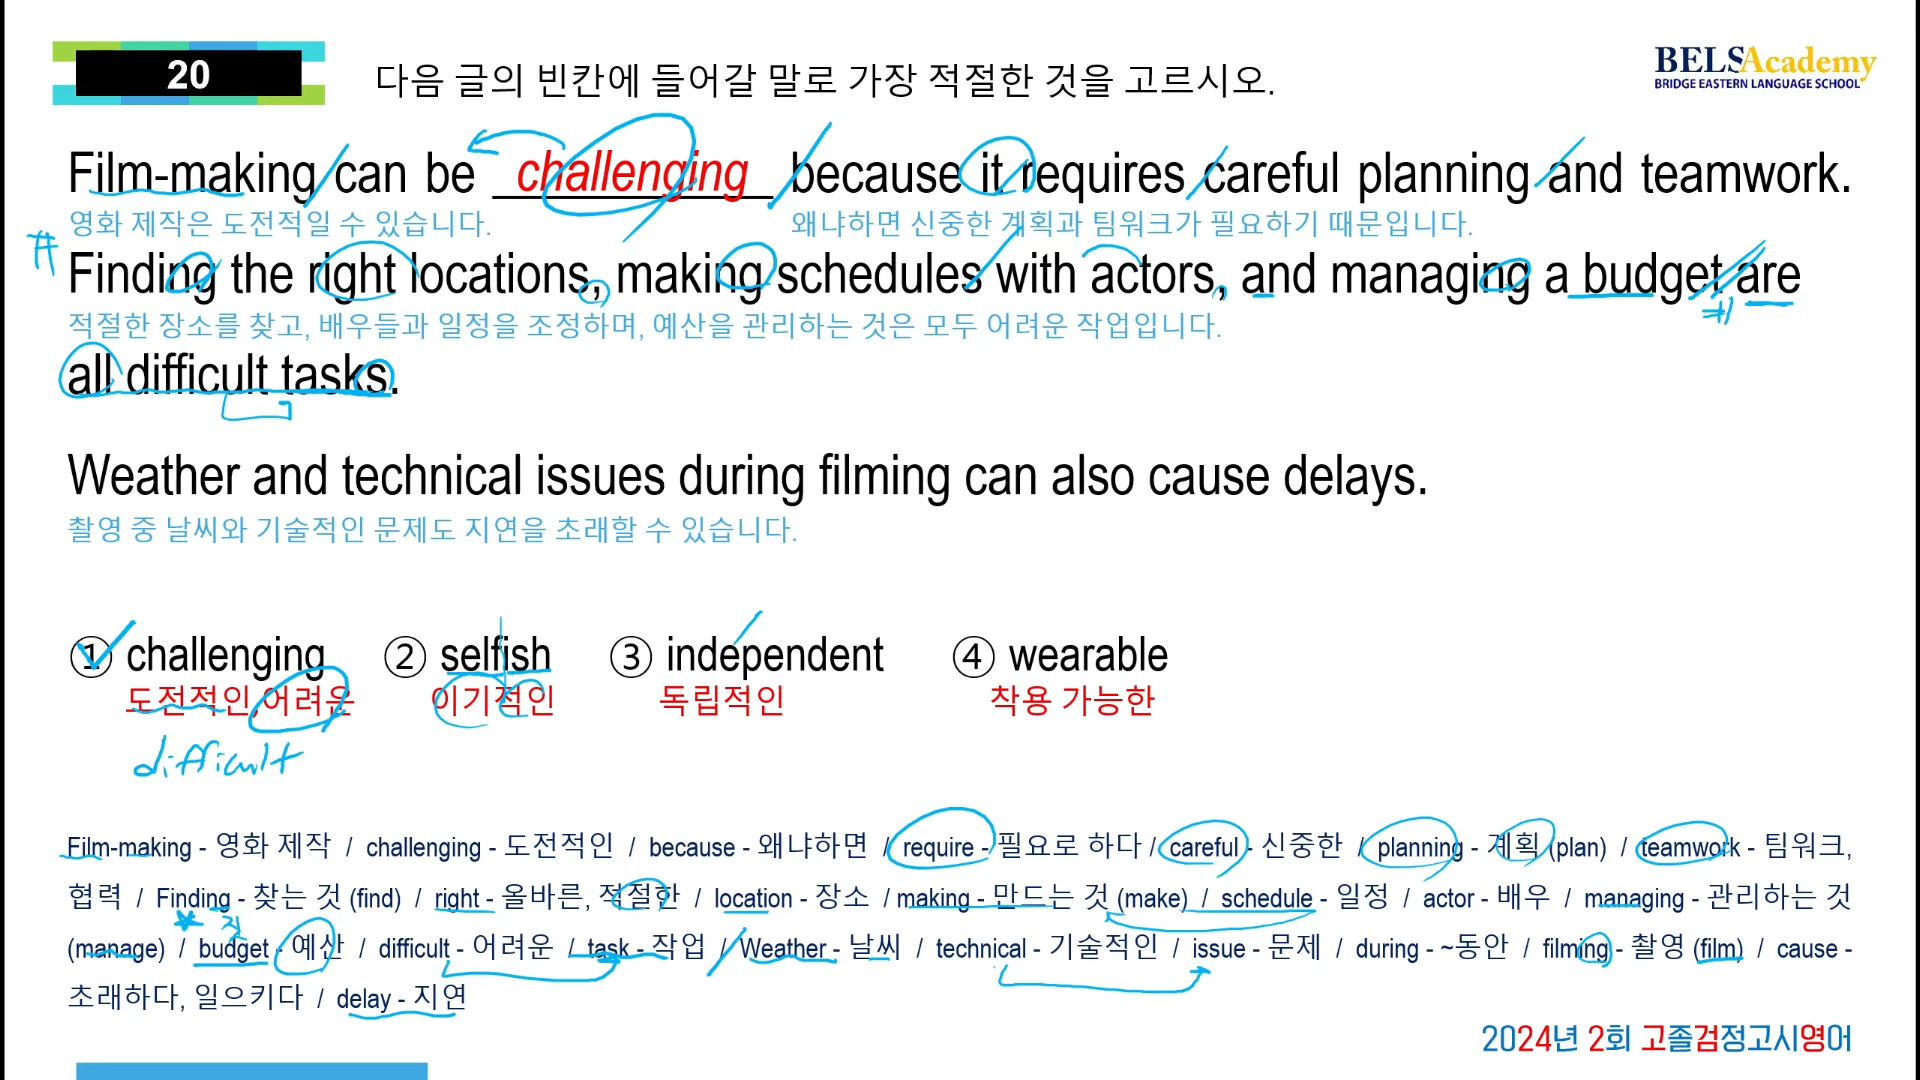 20
다음 글의 빈칸에 들어갈 말로 가장 적절한 것을 고르시오.
BELSAcademy
BRIDGE EASTERN LANGUAGE SCHOOL
Film-making can be challenging because it requires careful planning and teamwork.
영화 제작은 도전적일 수 있습니다. 왜냐하면 신중한 계획과 팀워크가 필요하기 때문입니다.
Finding the right locations, making schedules with actors, and managing a budget are
적절한 장소를 찾고, 배우들과 일정을 조정하며, 예산을 관리하는 것은 모두 어려운 작업입니다.
all difficult tasks.
Weather and technical issues during filming can also cause delays.
촬영 중 날씨와 기술적인 문제도 지연을 초래할 수 있습니다.
① challenging ② selfish ③ independent ④ wearable
도전적인,어려운 이기적인 독립적인 착용 가능한
difficult
Film-making - 영화 제작 / challenging - 도전적인 / because - 왜냐하면 / require - 필요로 하다 / careful - 신중한 / planning - 계획 (plan) / teamwork - 팀워크,
협력 / Finding - 찾는 것 (find) / right - 올바른, 적절한 / location - 장소 / making - 만드는 것 (make) / schedule - 일정 / actor - 배우 / managing - 관리하는 것
(manage) / budget - 예산 / difficult - 어려운 / task - 작업 / Weather - 날씨 / technical - 기술적인 / issue - 문제 / during - ~동안 / filming - 촬영 (film) / cause -
초래하다, 일으키다 / delay - 지연
2024년 2회 고졸검정고시영어